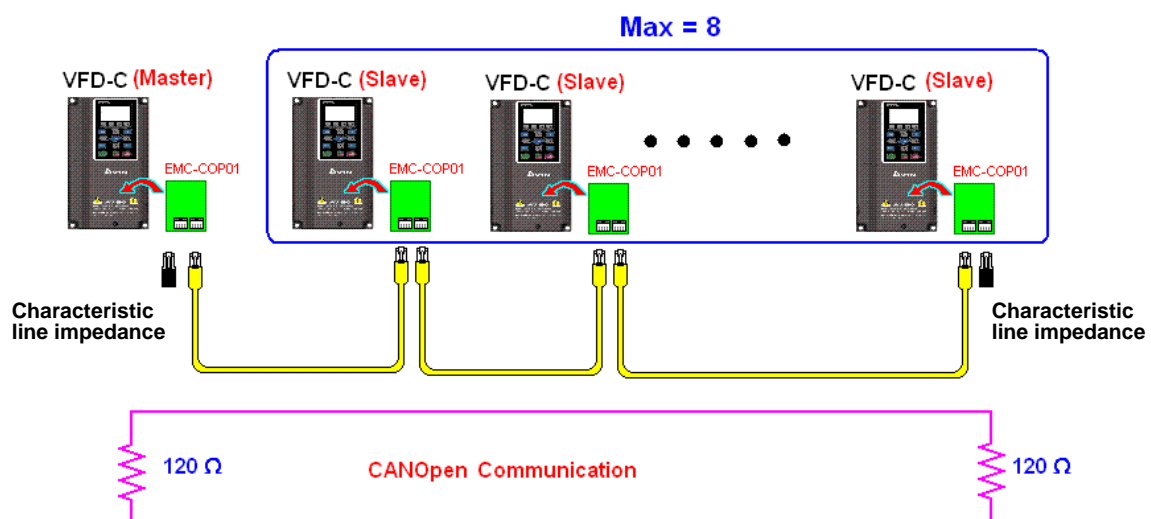 Max = 8
VFD-C (Master)
VFD-C (Slave)
VFD-C (Slave)
VFD-C (Slave)
EMC-COP01
EMC-COP01
EMC-COP01
EMC-COP01
Characteristic
line impedance
Characteristic
line impedance
120 Ω
CANOpen Communication
120 Ω